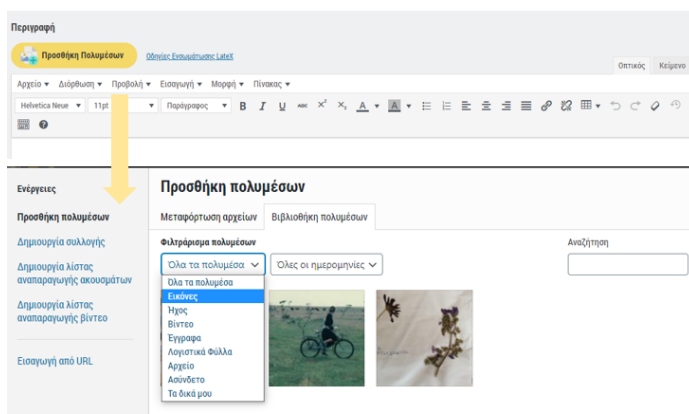 Περιγραφή
Προσθήκη Πολυμέσων Οδηγίες Ενσωμάτωσης LateX
Οπτικός Κείμενο
Αρχείο Διόρθωση Προβολή Εισαγωγή Μορφή Πίνακας
Helvetica Neue 11pt Παράγραφος B I U ABC X² X₂ A A
Ενέργειες
Προσθήκη πολυμέσων
Προσθήκη πολυμέσων
Μεταφόρτωση αρχείων Βιβλιοθήκη πολυμέσων
Δημιουργία συλλογής
Φιλτράρισμα πολυμέσων Αναζήτηση
Δημιουργία λίστας
αναπαραγωγής ακουσμάτων
Όλα τα πολυμέσα Όλες οι ημερομηνίες
Δημιουργία λίστας
αναπαραγωγής βίντεο
Όλα τα πολυμέσα
Εικόνες
Ήχος
Βίντεο
Έγγραφα
Λογιστικά Φύλλα
Αρχείο
Ασύνδετο
Τα δικά μου
Εισαγωγή από URL